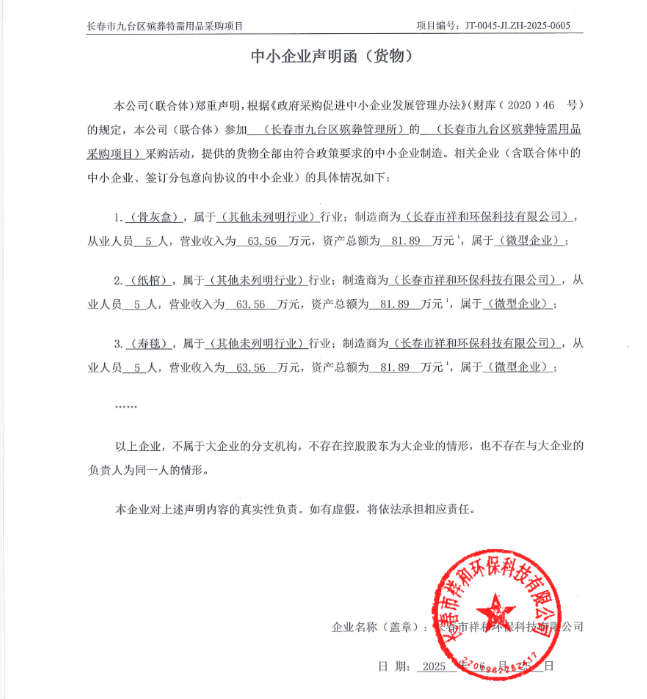 长春市九台区殡葬特需用品采购项目 项目编号：JT-0045-JLZH-2025-0605
中小企业声明函（货物）
本公司（联合体）郑重声明，根据《政府采购促进中小企业发展管理办法》（财库﹝2020﹞46 号）
的规定，本公司（联合体）参加 （长春市九台区殡葬管理所）的 （长春市九台区殡葬特需用品
采购项目）采购活动，提供的货物全部由符合政策要求的中小企业制造。相关企业（含联合体中的
中小企业、签订分包意向协议的中小企业）的具体情况如下：
1.（骨灰盒），属于（其他未列明行业）行业；制造商为（长春市祥和环保科技有限公司），
从业人员 5 人，营业收入为 63.56 万元，资产总额为 81.89 万元¹，属于（微型企业）；
2.（纸棺），属于（其他未列明行业）行业；制造商为（长春市祥和环保科技有限公司），从
业人员 5 人，营业收入为 63.56 万元，资产总额为 81.89 万元¹，属于（微型企业）；
3.（寿毯），属于（其他未列明行业）行业；制造商为（长春市祥和环保科技有限公司），从
业人员 5 人，营业收入为 63.56 万元，资产总额为 81.89 万元¹，属于（微型企业）；
……
以上企业，不属于大企业的分支机构，不存在控股股东为大企业的情形，也不存在与大企业的
负责人为同一人的情形。
本企业对上述声明内容的真实性负责。如有虚假，将依法承担相应责任。
长春市祥和环保科技有限公司
企业名称（盖章）：长春市祥和环保科技有限公司
日 期：2025 年 6 月 25 日